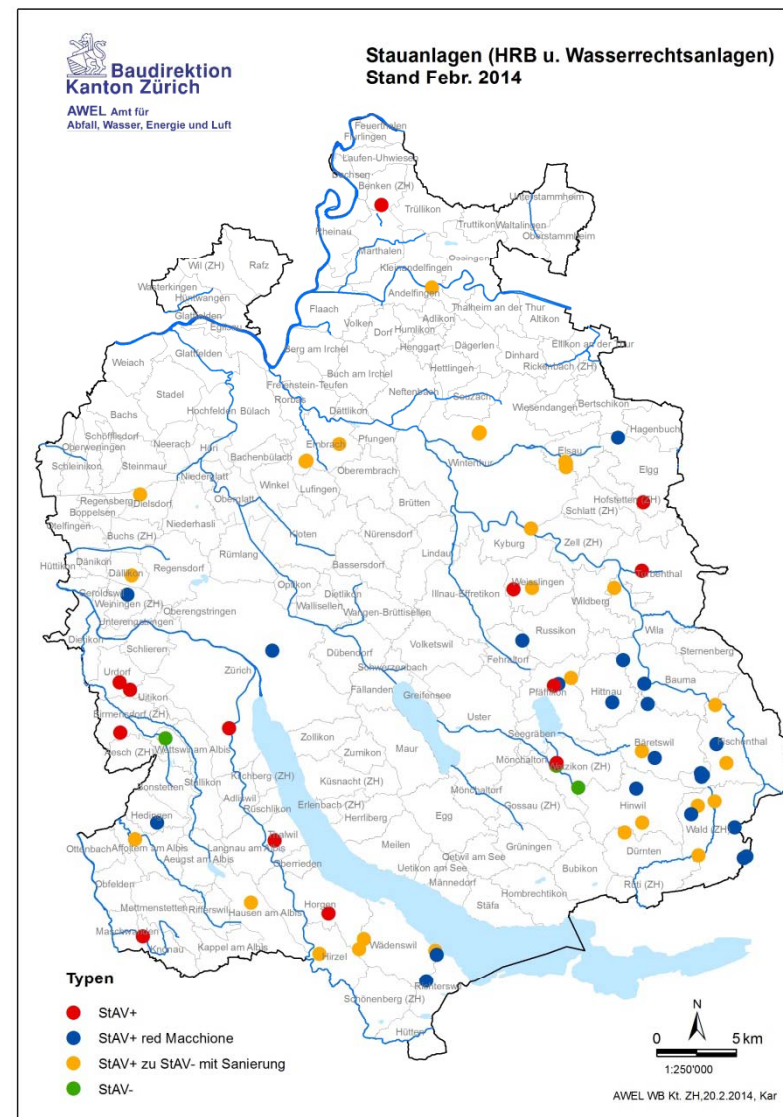 Baudirektion
Kanton Zürich
AWEL Amt für
Abfall, Wasser, Energie und Luft
Stauanlagen (HRB u. Wasserrechtsanlagen)
Stand Febr. 2014
Feuerthalen
Flurlingen
Laufen-Uhwiesen
Dachsen
Benken (ZH)
Trüllikon
Unterstammheim
Truttikon
Waltalingen
Oberstammheim
Rheinau
Marthalen
Ossingen
Wil (ZH)
Rafz
Kleinandelfingen
Wasterkingen
Hüntwangen
Andelfingen
Flaach
Thalheim an der Thur
Glattfelden
Eglisau
Volken
Dorf
Humlikon
Adlikon
Altikon
Berg am Irchel
Henggart
Dägerlen
Ellikon an der Thur
Weiach
Glattfelden
Dinhard
Rickenbach (ZH)
Buch am Irchel
Hettlingen
Freienstein-Teufen
Stadel
Neftenbach
Rorbas
Seuzach
Bertschikon
Bachs
Hochfelden
Bülach
Dättlikon
Wiesendangen
Hagenbuch
Schöfflisdorf
Oberweningen
Neerach
Höri
Embrach
Pfungen
Elsau
Schleinikon
Steinmaur
Bachenbülach
Oberembrach
Winterthur
Elgg
Niederglatt
Winkel
Lufingen
Regensberg
Dielsdorf
Oberglatt
Brütten
Hofstetten (ZH)
Boppelsen
Schlatt (ZH)
Otelfingen
Buchs (ZH)
Niederhasli
Kloten
Nürensdorf
Kyburg
Zell (ZH)
Hüttikon
Dänikon
Rümlang
Lindau
Dällikon
Regensdorf
Bassersdorf
Turbenthal
Geroldswil
Opfikon
Dietlikon
Illnau-Effretikon
Weisslingen
Weiningen (ZH)
Oberengstringen
Wallisellen
Wangen-Brüttisellen
Wildberg
Unterengstringen
Russikon
Dietikon
Schlieren
Dübendorf
Volketswil
Wila
Sternenberg
Zürich
Schwerzenbach
Fehraltorf
Urdorf
Fällanden
Greifensee
Pfäffikon
Hittnau
Bauma
Uitikon
Birmensdorf (ZH)
Uster
Seegräben
Zollikon
Aesch (ZH)
Wettswil am Albis
Maur
Mönchaltorf
Bäretswil
Fischenthal
Zumikon
Wetzikon (ZH)
Stallikon
Kilchberg (ZH)
Küsnacht (ZH)
Bonstetten
Adliswil
Mönchaltorf
Rüschlikon
Erlenbach (ZH)
Gossau (ZH)
Hinwil
Hedingen
Herrliberg
Egg
Thalwil
Wald (ZH)
Ottenbach
Affoltern am Albis
Langnau am Albis
Grüningen
Dürnten
Aeugst am Albis
Oberrieden
Meilen
Oetwil am See
Uetikon am See
Bubikon
Obfelden
Männedorf
Rüti (ZH)
Hombrechtikon
Mettmenstetten
Rifferswil
Hausen am Albis
Horgen
Stäfa
Maschwanden
Knonau
Kappel am Albis
Hirzel
Wädenswil
Richterswil
Schönenberg (ZH)
Hütten
Typen
StAV+
StAV+ red Macchione
StAV+ zu StAV- mit Sanierung
StAV-
N
0 5 km
1:250'000
AWEL WB Kt. ZH,20.2.2014, Kar